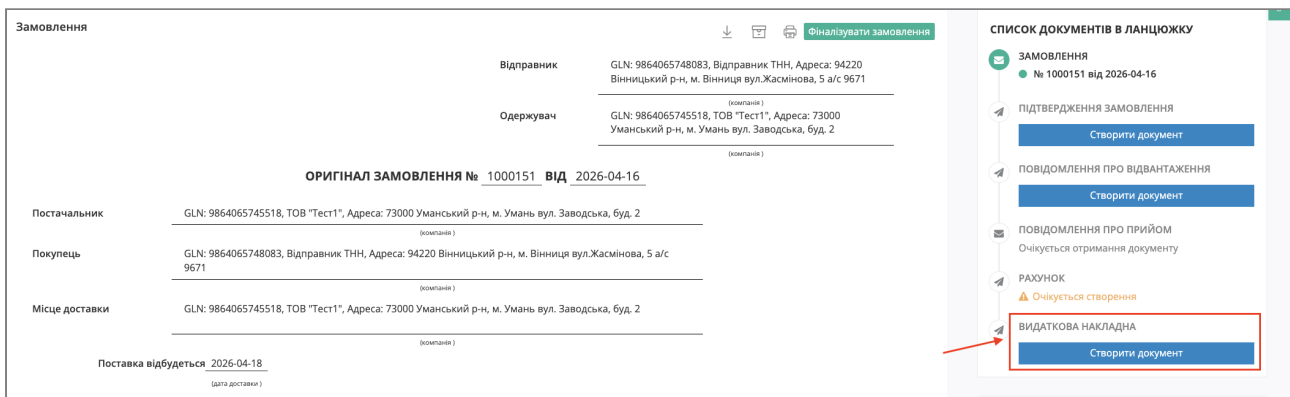 Замовлення
Фіналізувати замовлення
Відправник
GLN: 9864065748083, Відправник ТНН, Адреса: 94220
Вінницький р-н, м. Вінниця вул.Жасмінова, 5 а/с 9671
(компанія )
Одержувач
GLN: 9864065745518, ТОВ "Тест1", Адреса: 73000
Уманський р-н, м. Умань вул. Заводська, буд. 2
(компанія )
ОРИГІНАЛ ЗАМОВЛЕННЯ № 1000151 ВІД 2026-04-16
Постачальник
GLN: 9864065745518, ТОВ "Тест1", Адреса: 73000 Уманський р-н, м. Умань вул. Заводська, буд. 2
(компанія )
Покупець
GLN: 9864065748083, Відправник ТНН, Адреса: 94220 Вінницький р-н, м. Вінниця вул.Жасмінова, 5 а/с
9671
(компанія )
Місце доставки
GLN: 9864065745518, ТОВ "Тест1", Адреса: 73000 Уманський р-н, м. Умань вул. Заводська, буд. 2
(компанія )
Поставка відбудеться 2026-04-18
(дата доставки )
СПИСОК ДОКУМЕНТІВ В ЛАНЦЮЖКУ
ЗАМОВЛЕННЯ
№ 1000151 від 2026-04-16
ПІДТВЕРДЖЕННЯ ЗАМОВЛЕННЯ
Створити документ
ПОВІДОМЛЕННЯ ПРО ВІДВАНТАЖЕННЯ
Створити документ
ПОВІДОМЛЕННЯ ПРО ПРИЙОМ
Очікується отримання документу
РАХУНОК
Очікується створення
ВИДАТКОВА НАКЛАДНА
Створити документ